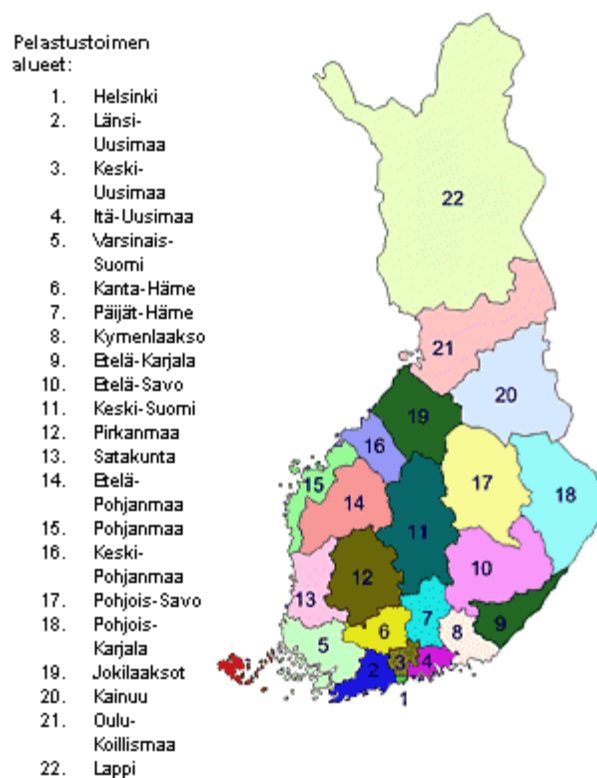 Pelastustoimen
alueet:
1. Helsinki
2. Länsi-
Uusimaa
3. Keski-
Uusimaa
4. Itä-Uusimaa
5. Varsinais-
Suomi
6. Kanta-Häme
7. Päijät-Häme
8. Kymenlaakso
9. Etelä-Karjala
10. Etelä-Savo
11. Keski-Suomi
12. Pirkanmaa
13. Satakunta
14. Etelä-
Pohjanmaa
15. Pohjanmaa
16. Keski-
Pohjanmaa
17. Pohjois-Savo
18. Pohjois-
Karjala
19. Jokilaaksot
20. Kainuu
21. Oulu-
Koillismaa
22. Lappi
22
21
20
19
16
15
14
17
18
11
12
10
13
7
6
8
9
5
2
3
4
1